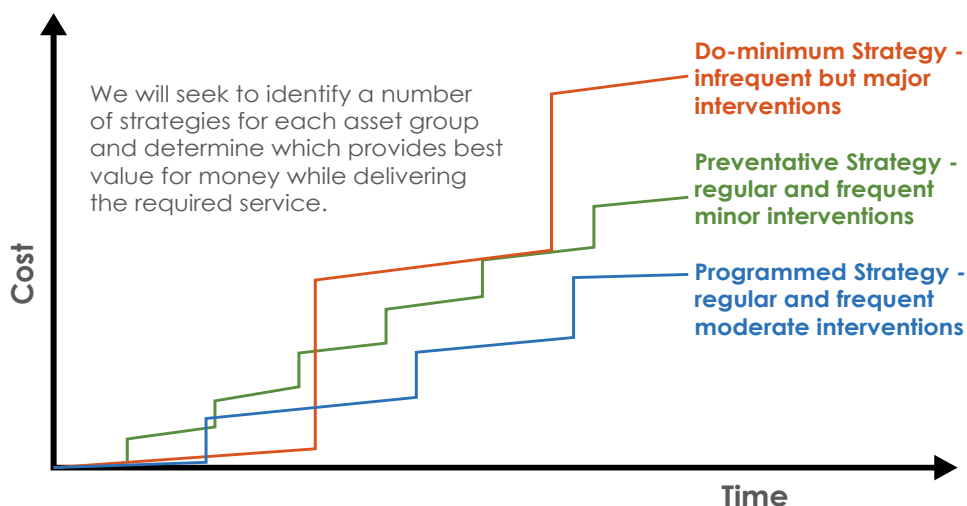 We will seek to identify a number
of strategies for each asset group
and determine which provides best
value for money while delivering
the required service.
Do-minimum Strategy -
infrequent but major
interventions
Preventative Strategy -
regular and frequent
minor interventions
Programmed Strategy -
regular and frequent
moderate interventions
Cost
Time